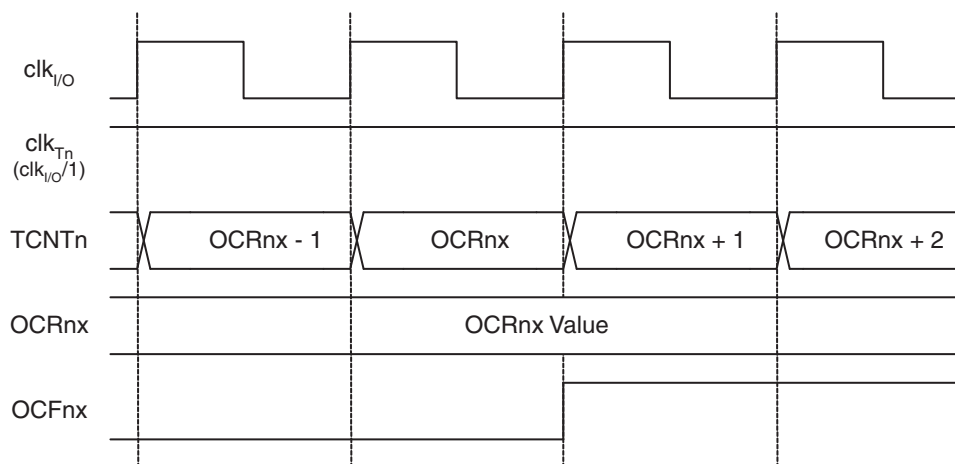 clkI/O
clkTn
(clkI/O/1)
TCNTn OCRnx - 1 OCRnx OCRnx + 1 OCRnx + 2
OCRnx OCRnx Value
OCFnx